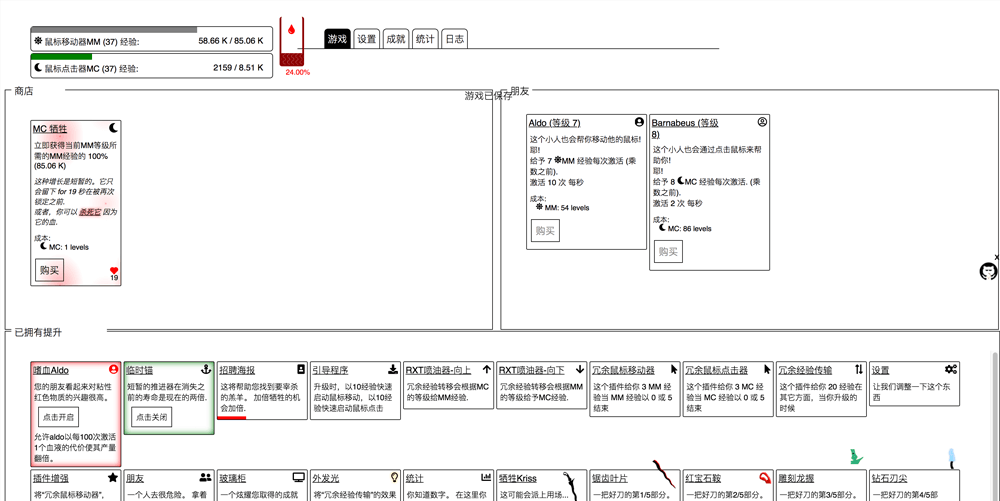 鼠标移动器MM (37) 经验: 58.66 K / 85.06 K
鼠标点击器MC (37) 经验: 2159 / 8.51 K
24.00%
游戏 设置 成就 统计 日志
游戏已保存
商店
MC 牺牲
立即获得当前MM等级所
需的MM经验的 100%
(85.06 K)
这种增长是短暂的。它只
会留下 for 19 秒在被再次
锁定之前.
或者，你可以 杀死它 因为
它的血.
成本:
MC: 1 levels
购买
19
朋友
Aldo (等级 7)
这个小人也会帮你移动他的鼠标!
耶!
给予 7 MM 经验每次激活 (乘
数之前).
激活 10 次 每秒
成本:
MM: 54 levels
购买
Barnabeus (等级
8)
这个小人也会通过点击鼠标来帮
助你!
耶!
给予 8 MC 经验每次激活. (乘
数之前).
激活 2 次 每秒
成本:
MC: 86 levels
购买
x
已拥有提升
嗜血Aldo
您的朋友看起来对粘性
红色物质的兴趣很高。
点击开启
允许aldo以每100次激活
1个血液的代价使其产量
翻倍。
临时锚
短暂的推进器在消失之
前的寿命是现在的两倍.
点击关闭
招聘海报
这将帮助您找到要宰杀
的羔羊。 加倍牺牲的机
会加倍.
引导程序
升级时，以10经验快速
启动鼠标移动，以10经
验快速启动鼠标点击
RXT喷油器-向上
冗余经验转移会根据MC
的等级给MM经验.
RXT喷油器-向下
冗余经验转移会根据MM
的等级给予MC经验.
冗余鼠标移动器
这个插件给你 3 MM 经
验当 MM 经验以 0 或 5
结束
冗余鼠标点击器
这个插件给你 3 MC 经
验当 MC 经验以 0 或 5
结束
冗余经验传输
这个插件给你 20 经验在
其它方面，当你升级的
时候
设置
让我们调整一下这个东
西
插件增强
将"冗余鼠标移动器"，
朋友
一个人去很危险。 拿着
玻璃柜
一个炫耀您取得的成就
外发光
将"冗余经验传输"的效果
统计
你知道数字。 在这里你
牺牲Kriss
这可能会派上用场...
锯齿叶片
一把好刀的第1/5部分。
红宝石鞍
一把好刀的第2/5部分。
雕刻龙握
一把好刀的第3/5部分。
钻石刃尖
一把好刀的第4/5部分。